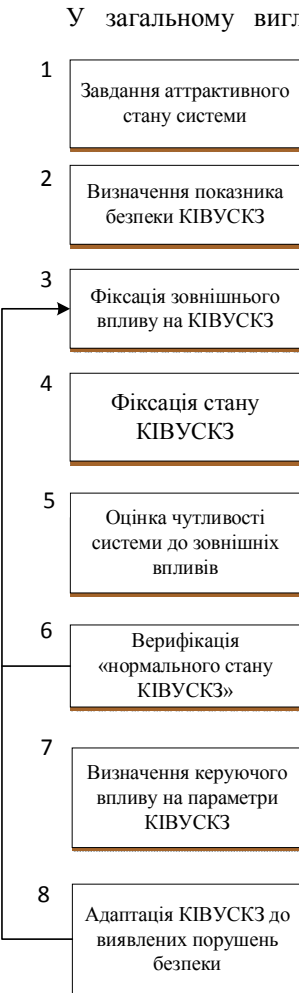 У загальному вигл
1
Завдання аттрактивного
стану системи
2
Визначення показника
безпеки КІВУСКЗ
3
Фіксація зовнішнього
впливу на КІВУСКЗ
4
Фіксація стану
КІВУСКЗ
5
Оцінка чутливості
системи до зовнішніх
впливів
6
Верифікація
«нормального стану
КІВУСКЗ»
7
Визначення керуючого
впливу на параметри
КІВУСКЗ
8
Адаптація КІВУСКЗ до
виявлених порушень
безпеки